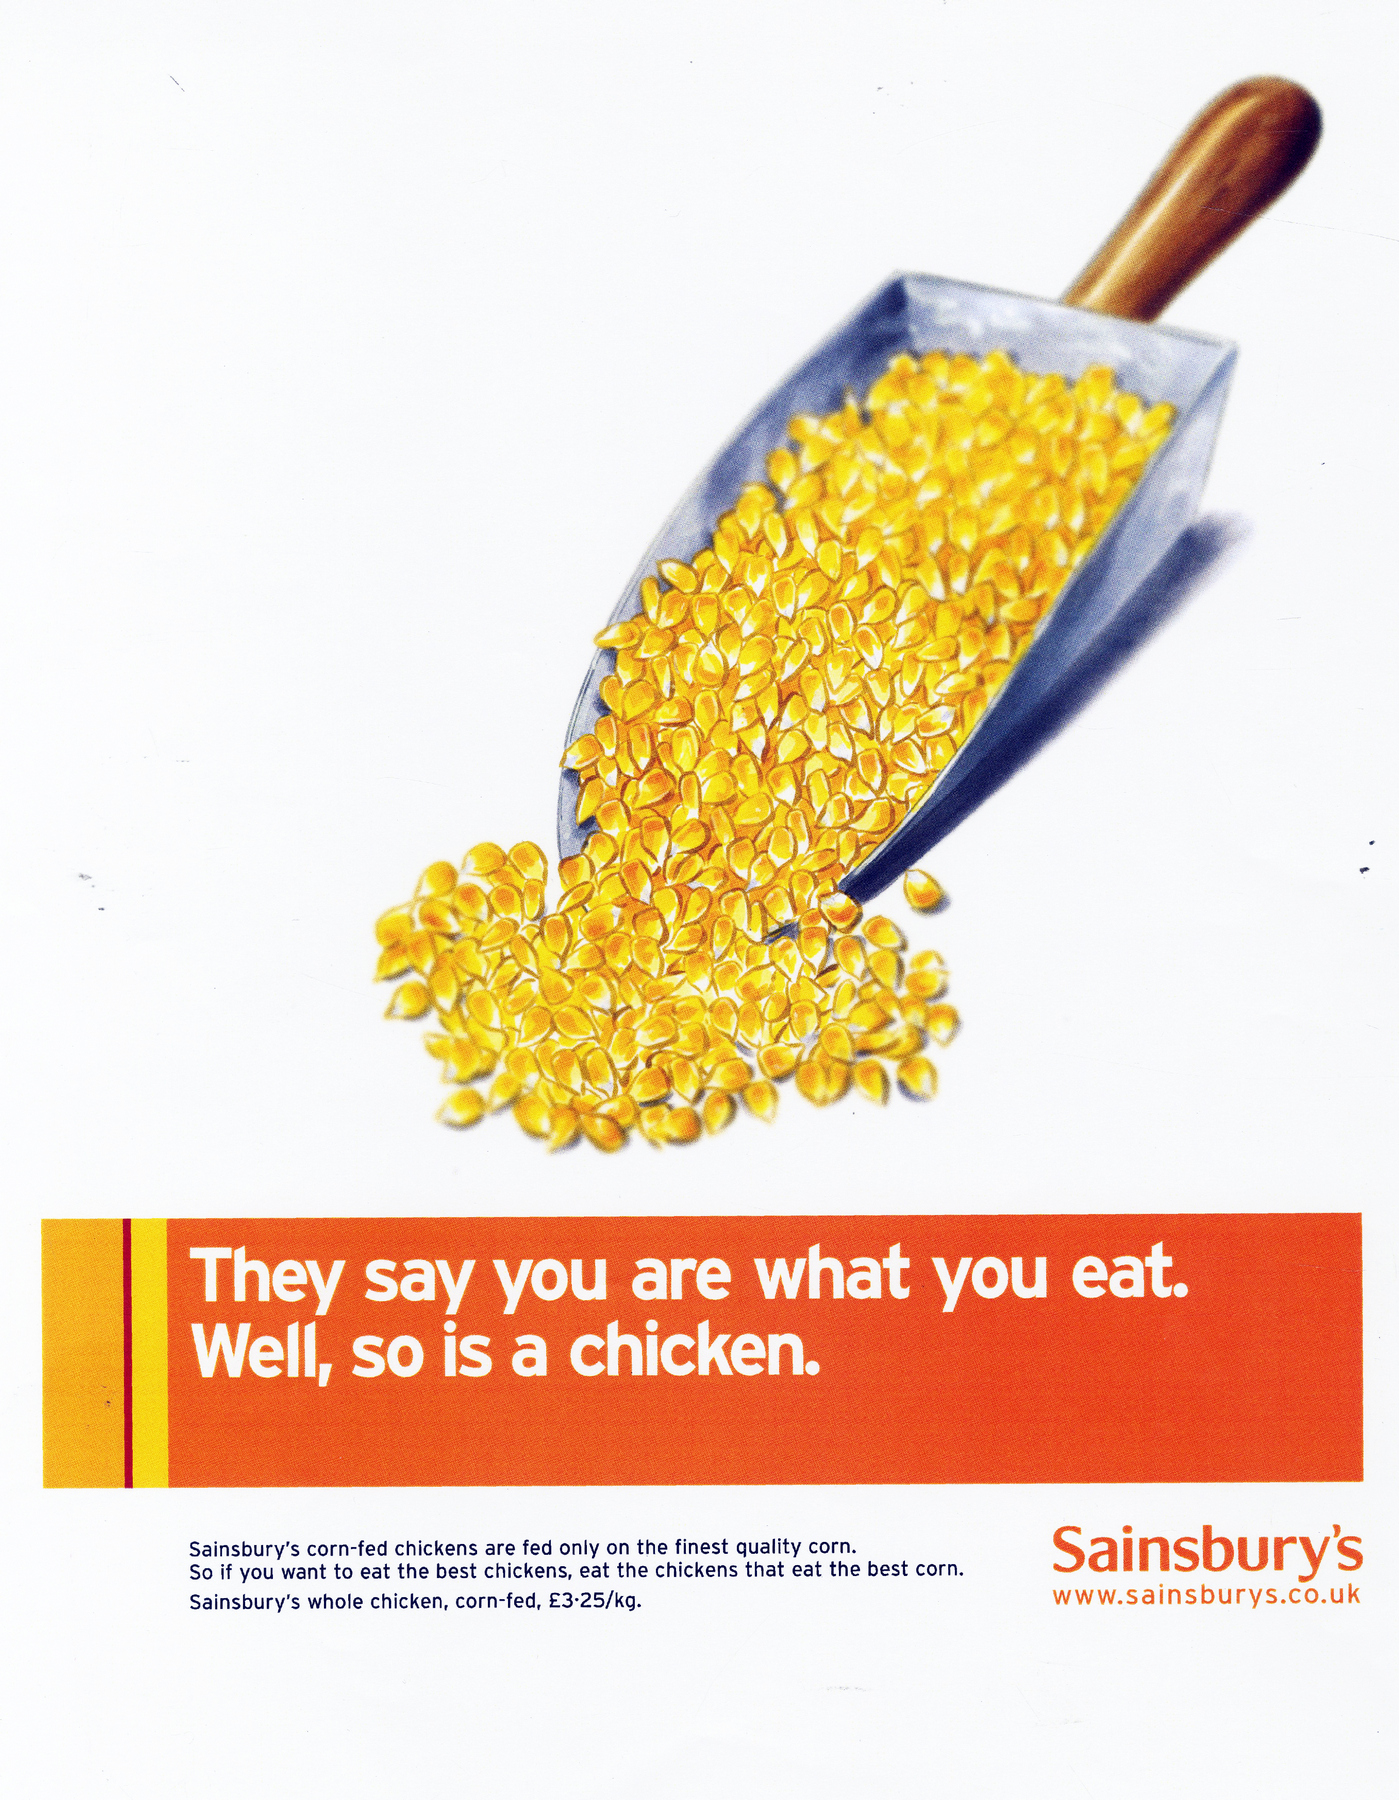 They say you are what you eat.
Well, so is a chicken.
Sainsbury's corn-fed chickens are fed only on the finest quality corn.
So if you want to eat the best chickens, eat the chickens that eat the best corn.
Sainsbury's whole chicken, corn-fed, £3·25/kg.
Sainsbury's
www.sainsburys.co.uk